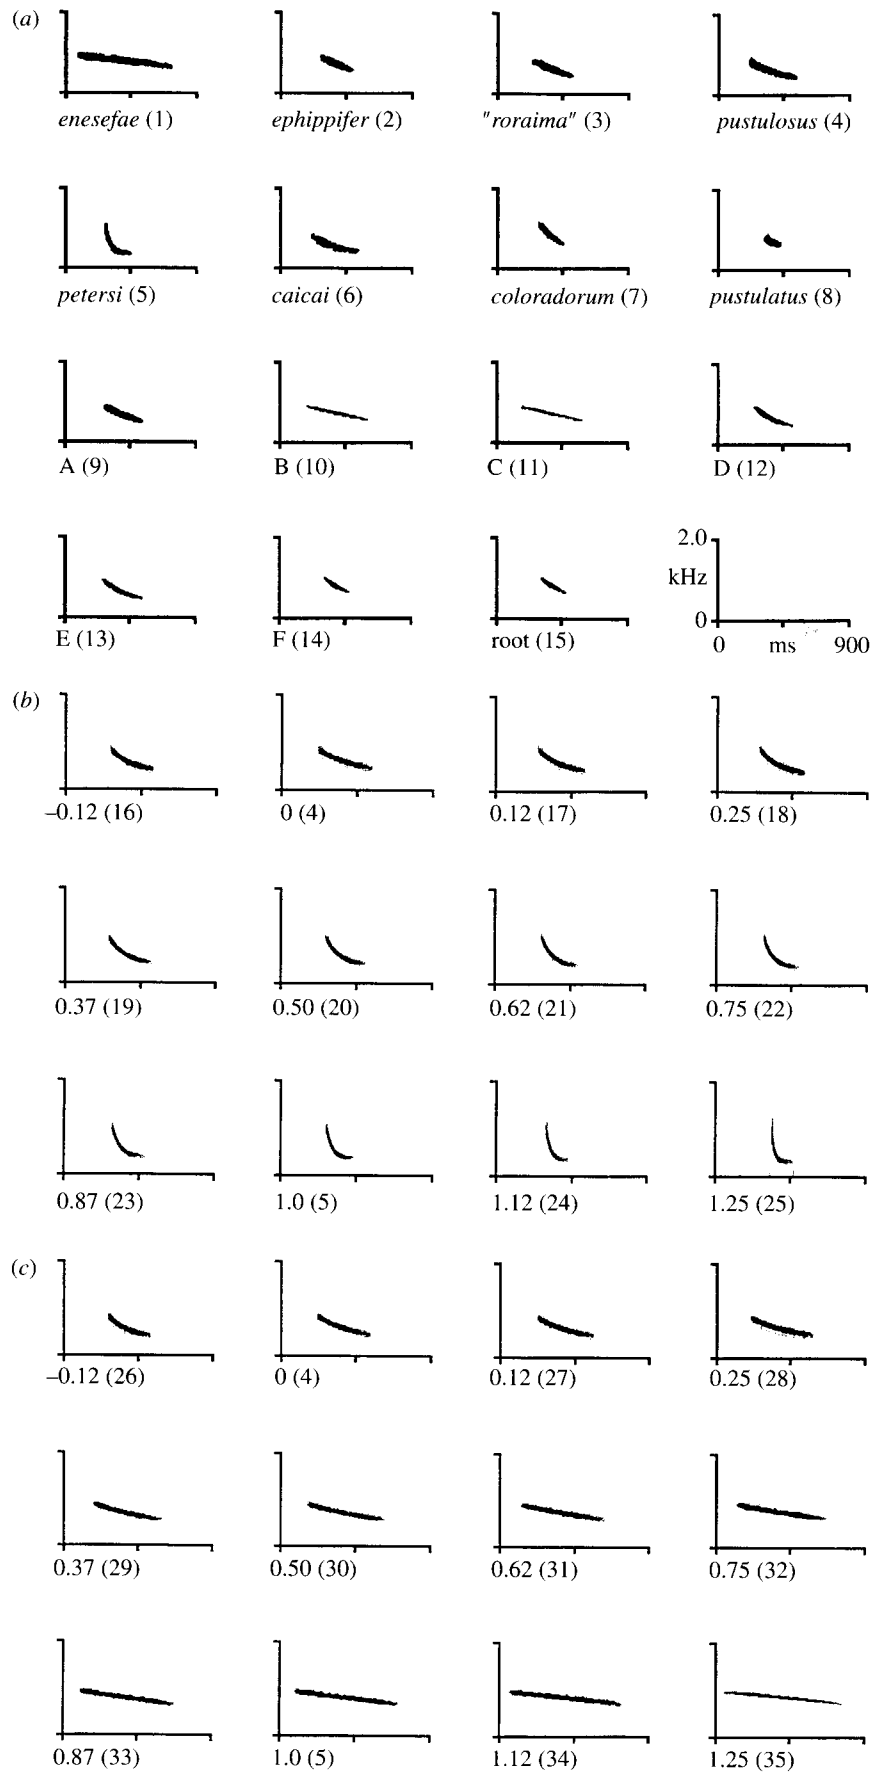 (a)
enesefae (1) ephippifer (2) "roraima" (3) pustulosus (4)
petersi (5) caicai (6) coloradorum (7) pustulatus (8)
A (9) B (10) C (11) D (12)
2.0
kHz
0
E (13) F (14) root (15) 0 ms 900
(b)
–0.12 (16) 0 (4) 0.12 (17) 0.25 (18)
0.37 (19) 0.50 (20) 0.62 (21) 0.75 (22)
0.87 (23) 1.0 (5) 1.12 (24) 1.25 (25)
(c)
–0.12 (26) 0 (4) 0.12 (27) 0.25 (28)
0.37 (29) 0.50 (30) 0.62 (31) 0.75 (32)
0.87 (33) 1.0 (5) 1.12 (34) 1.25 (35)